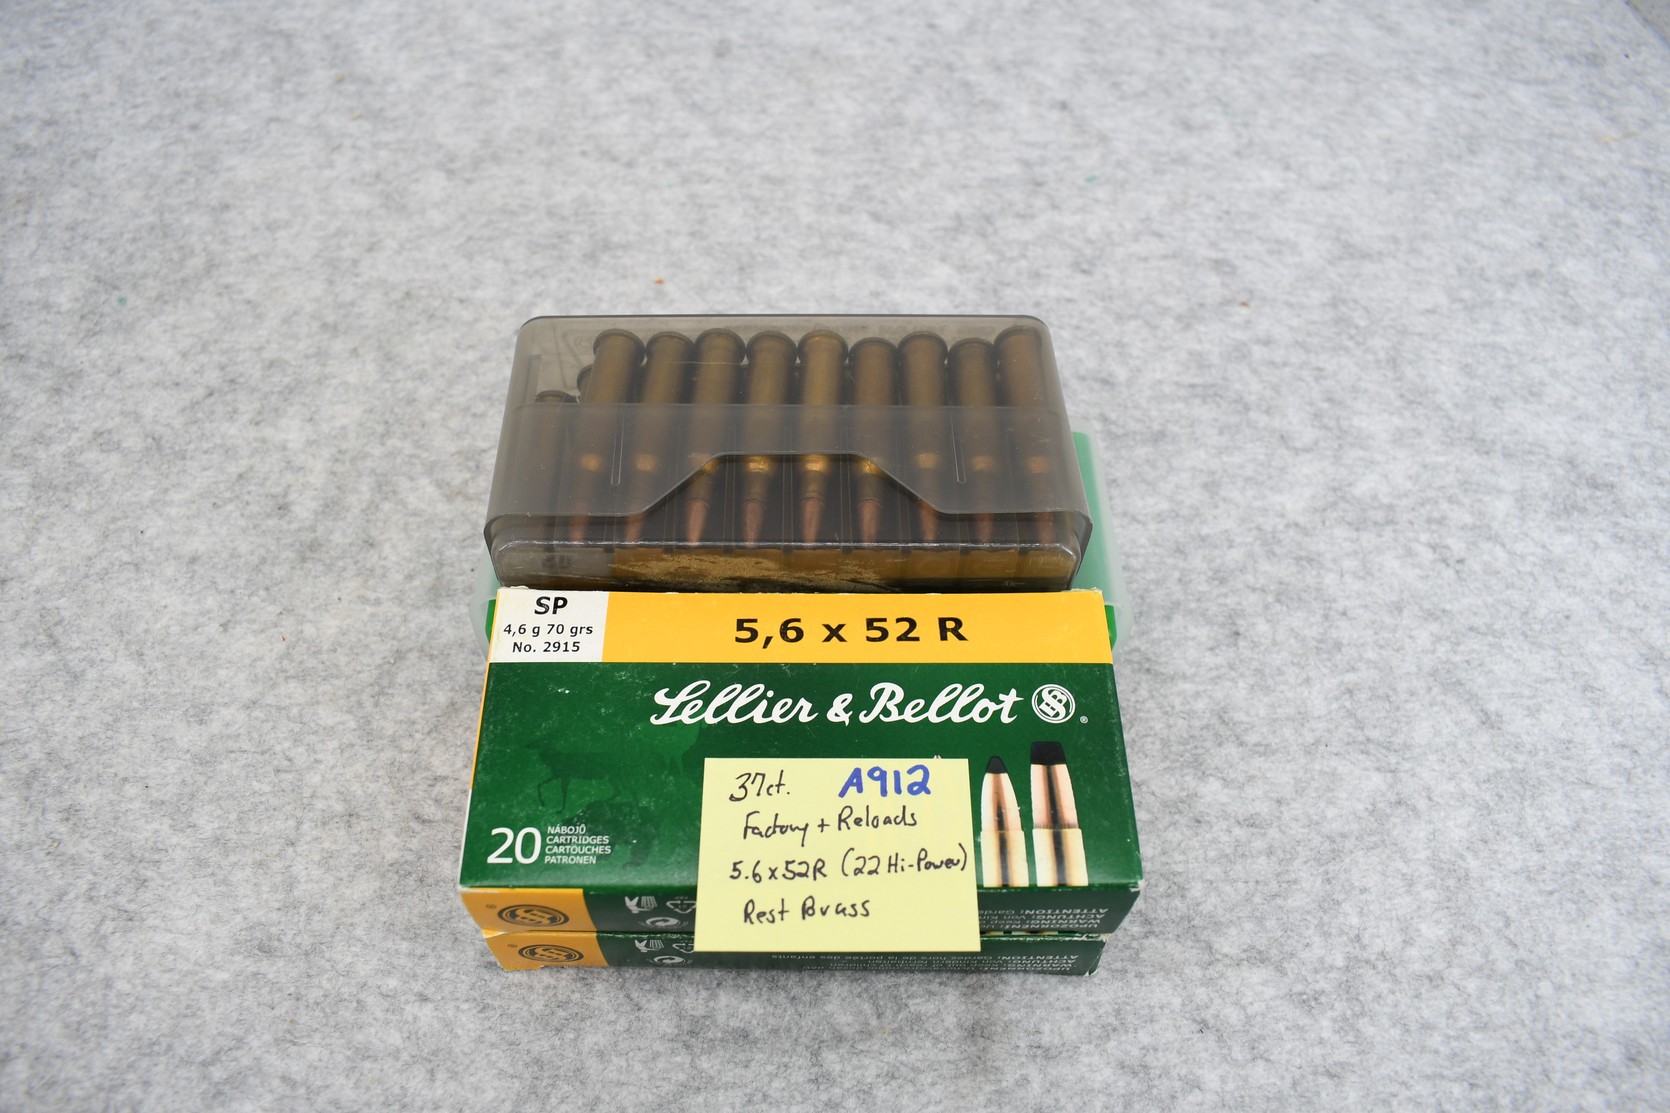 SP
4,6 g 70 grs
No. 2915
5,6 x 52 R
Lellier & Bellot
37ct. A912
Factory + Reloads
5.6x52R (22 Hi-Power)
Rest Brass
20
NÁBOJŮ
CARTRIDGES
CARTOUCHES
PATRONEN